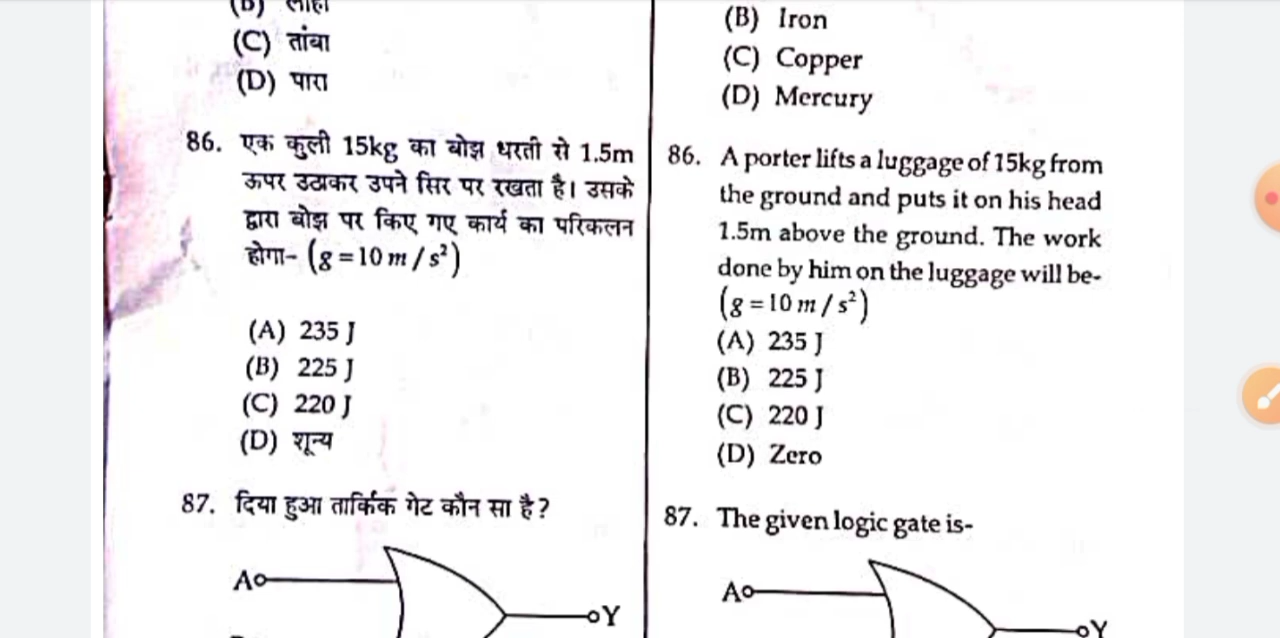 (B) लोहा
(C) तांबा
(D) पारा
86. एक कुली 15kg का बोझ धरती से 1.5m
ऊपर उठाकर उपने सिर पर रखता है। उसके
द्वारा बोझ पर किए गए कार्य का परिकलन
होगा- (g = 10 m / s²)
(A) 235 J
(B) 225 J
(C) 220 J
(D) शून्य
87. दिया हुआ तार्किक गेट कौन सा है?
A
Y
(B) Iron
(C) Copper
(D) Mercury
86. A porter lifts a luggage of 15kg from
the ground and puts it on his head
1.5m above the ground. The work
done by him on the luggage will be-
(g = 10 m / s²)
(A) 235 J
(B) 225 J
(C) 220 J
(D) Zero
87. The given logic gate is-
A
Y